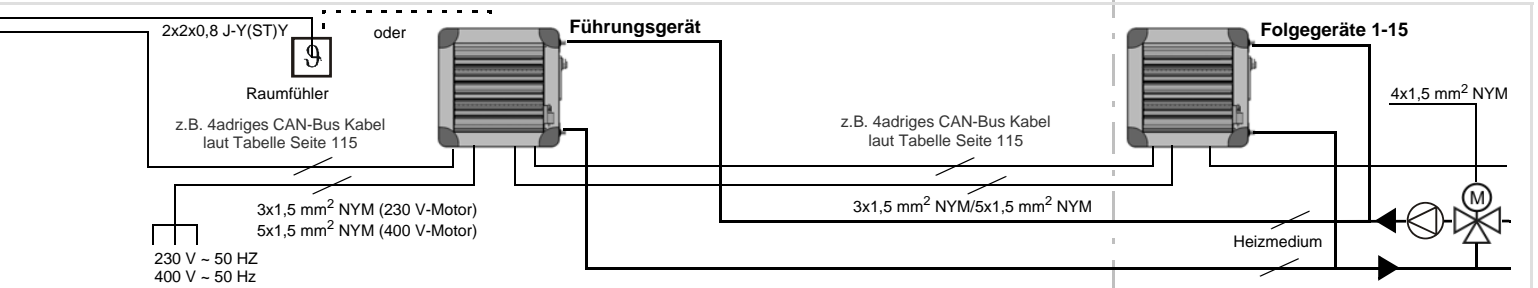 2x2x0,8 J-Y(ST)Y
oder
Führungsgerät
Folgegeräte 1-15
ϑ
Raumfühler
4x1,5 mm² NYM
z.B. 4adriges CAN-Bus Kabel
laut Tabelle Seite 115
z.B. 4adriges CAN-Bus Kabel
laut Tabelle Seite 115
3x1,5 mm² NYM (230 V-Motor)
5x1,5 mm² NYM (400 V-Motor)
3x1,5 mm² NYM/5x1,5 mm² NYM
M
Heizmedium
230 V ~ 50 HZ
400 V ~ 50 Hz